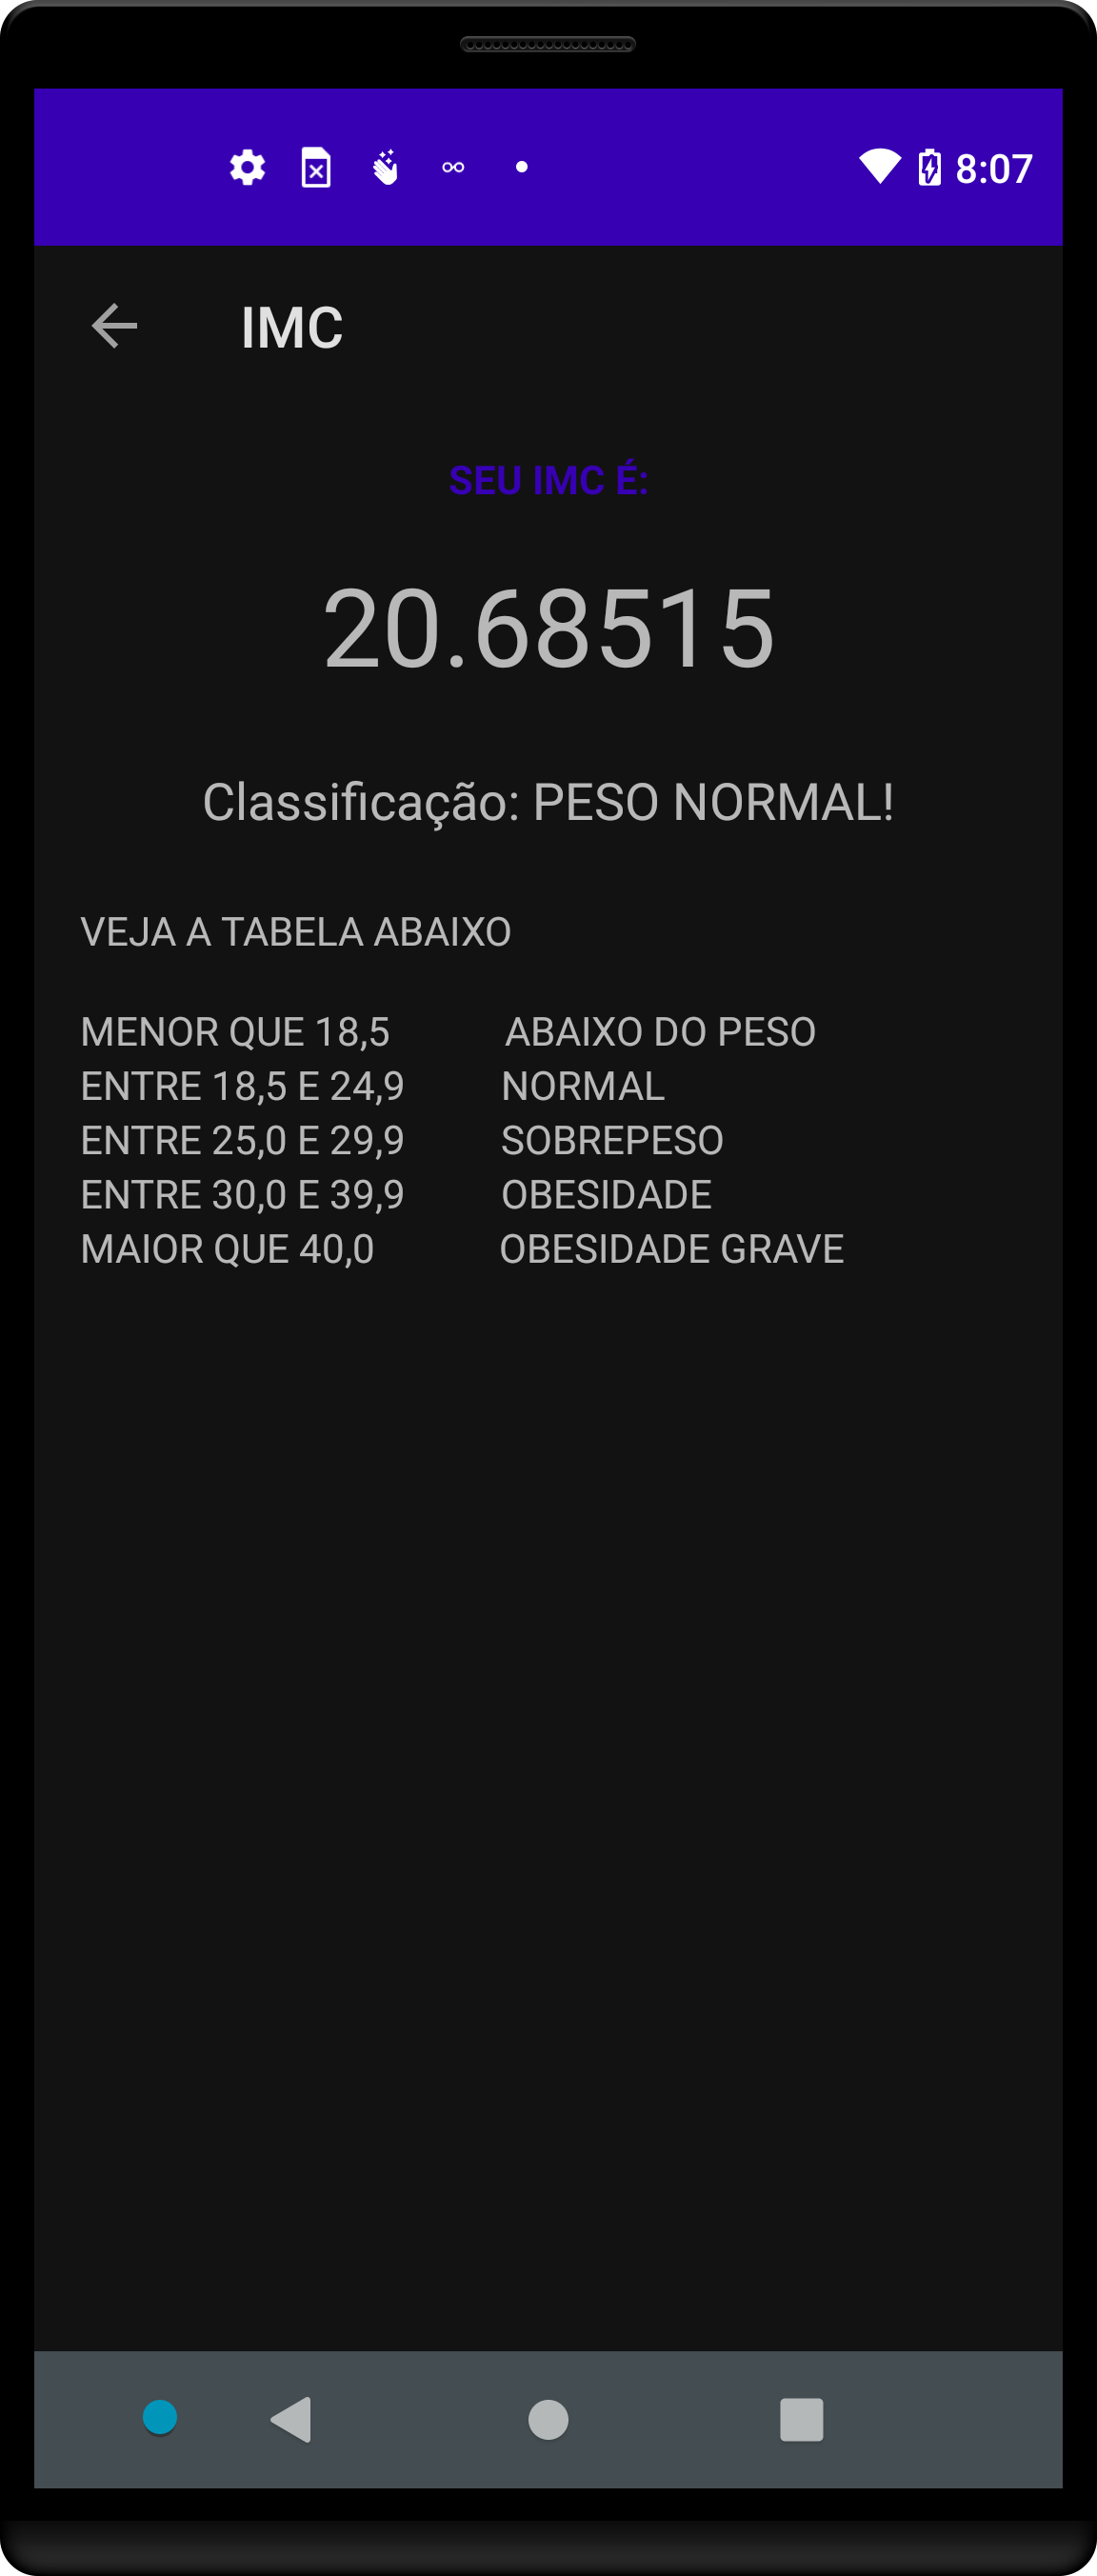 8:07
IMC
SEU IMC É:
20.68515
Classificação: PESO NORMAL!
VEJA A TABELA ABAIXO
MENOR QUE 18,5 ABAIXO DO PESO
ENTRE 18,5 E 24,9 NORMAL
ENTRE 25,0 E 29,9 SOBREPESO
ENTRE 30,0 E 39,9 OBESIDADE
MAIOR QUE 40,0 OBESIDADE GRAVE